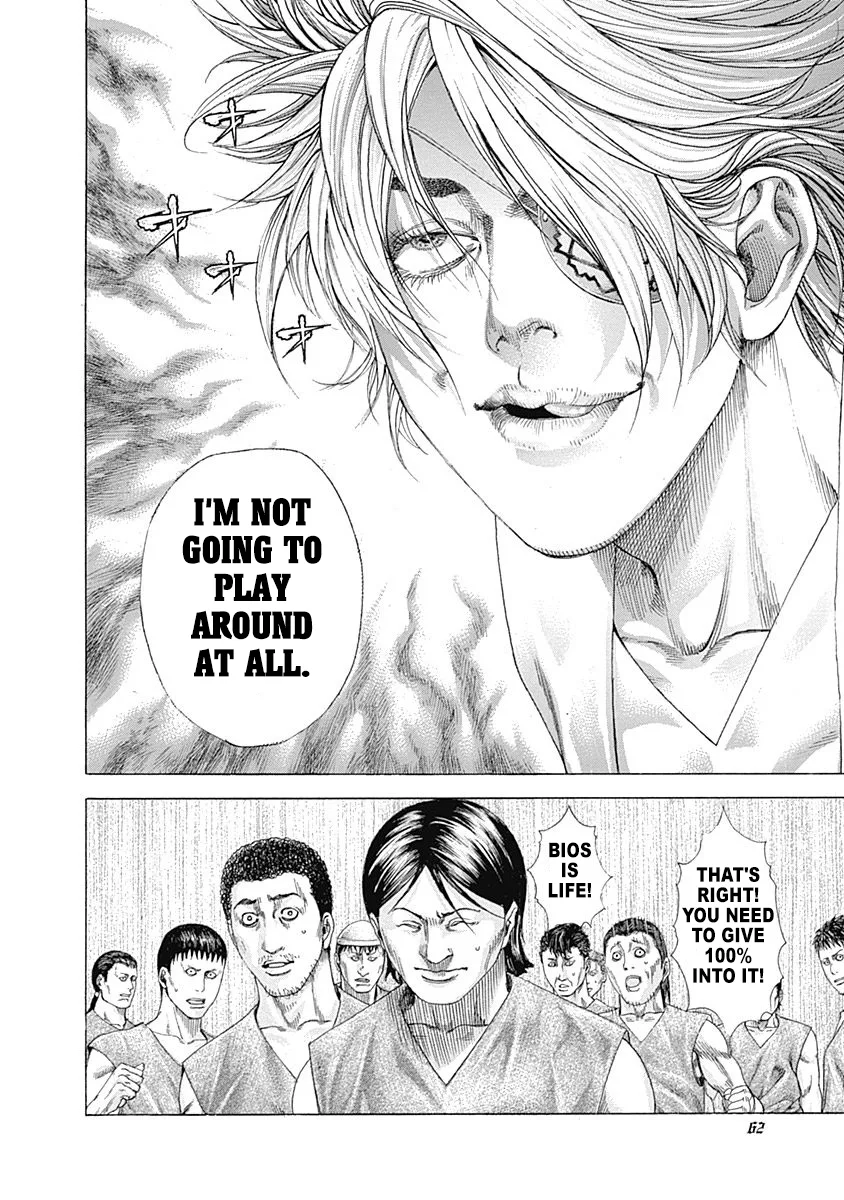 I'M NOT
GOING TO
PLAY
AROUND
AT ALL.
BIOS
IS
LIFE!
THAT'S
RIGHT!
YOU NEED
TO GIVE
100%
INTO IT!
62